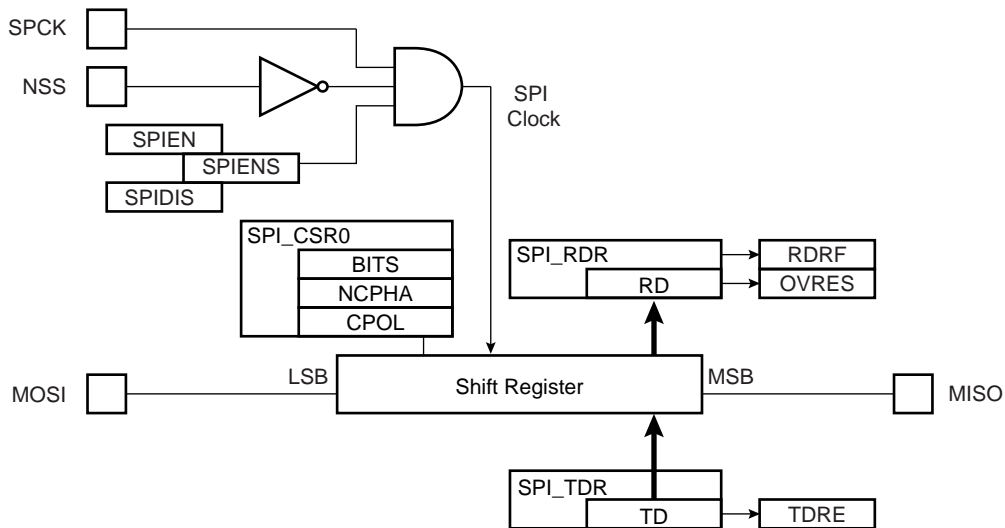 SPCK
NSS
SPI
Clock
SPIEN
SPIENS
SPIDIS
SPI_CSR0
BITS
NCPHA
CPOL
SPI_RDR
RD
RDRF
OVRES
MOSI
LSB
Shift Register
MSB
MISO
SPI_TDR
TD
TDRE